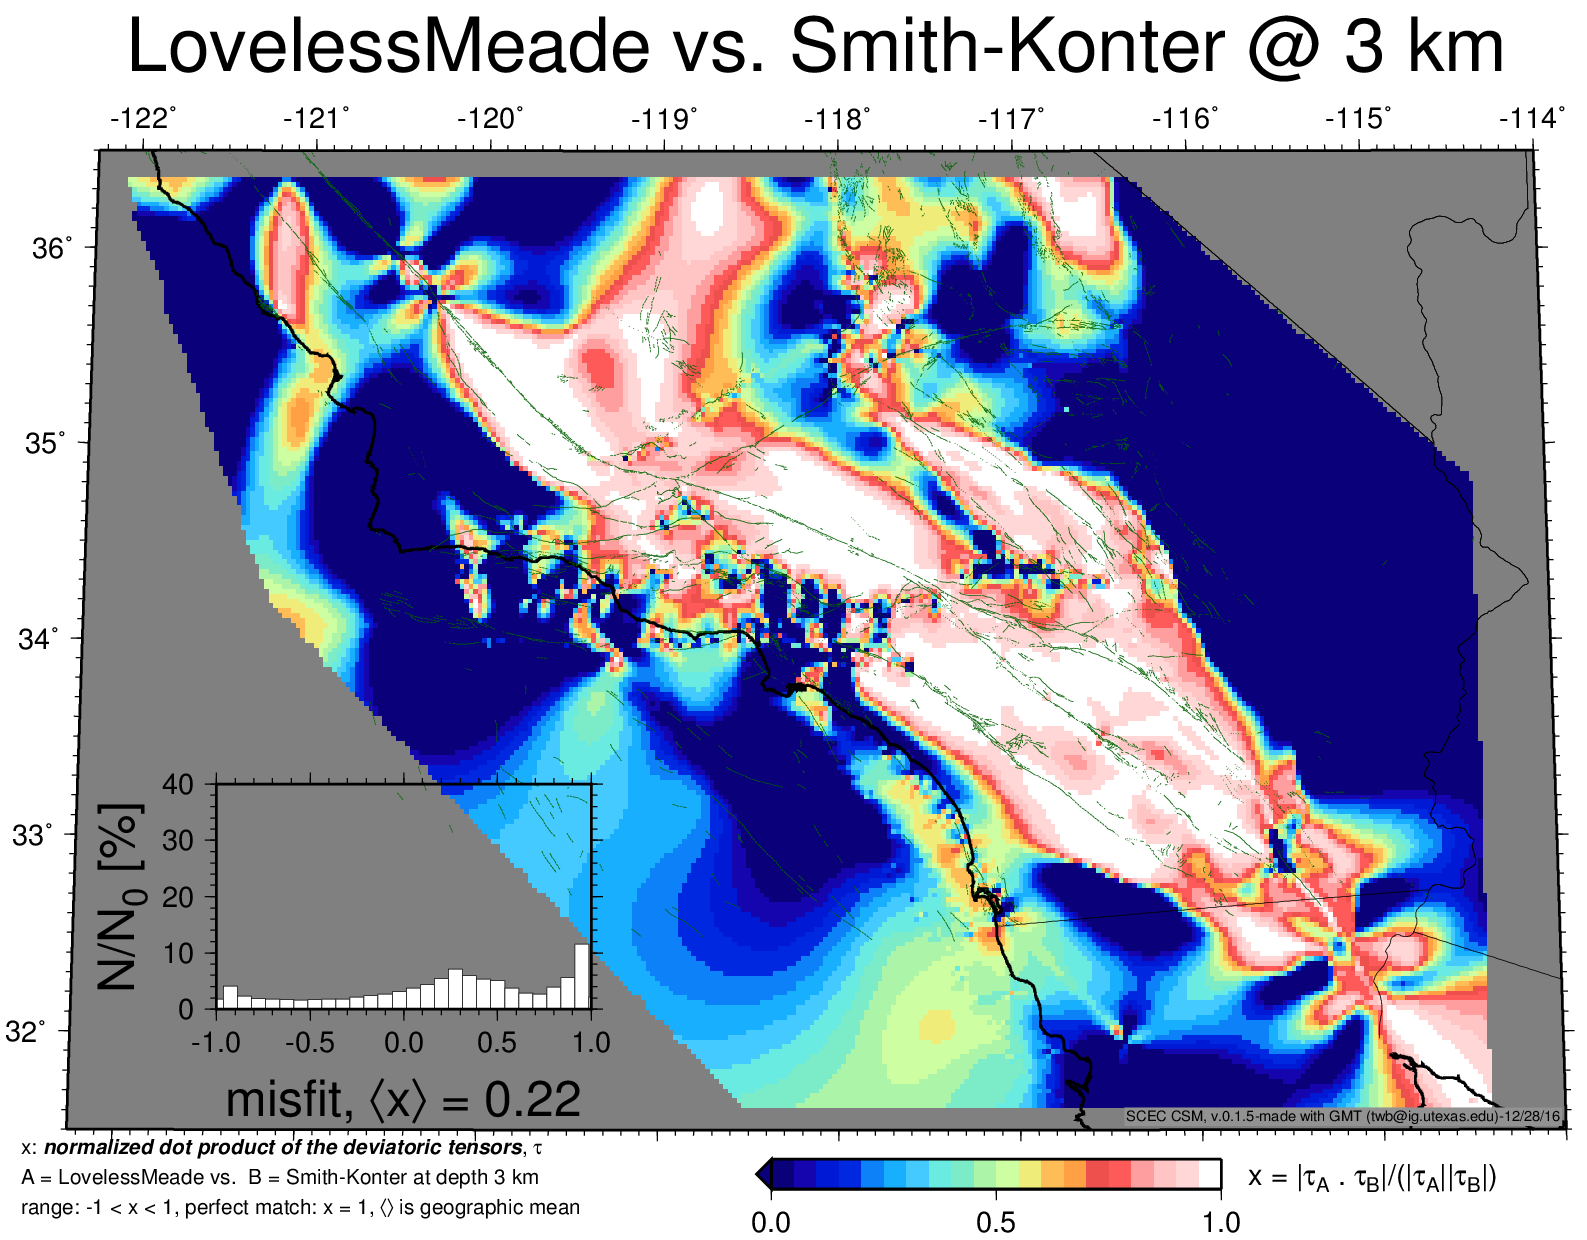 LovelessMeade vs. Smith-Konter @ 3 km
-122˚ -121˚ -120˚ -119˚ -118˚ -117˚ -116˚ -115˚ -114˚
36˚
35˚
34˚
33˚
32˚
N/N0 [%]
40
30
20
10
0
-1.0 -0.5 0.0 0.5 1.0
misfit, ⟨x⟩ = 0.22
SCEC CSM, v.0.1.5-made with GMT (twb@ig.utexas.edu)-12/28/16
x: normalized dot product of the deviatoric tensors, τ
A = LovelessMeade vs. B = Smith-Konter at depth 3 km
range: -1 < x < 1, perfect match: x = 1, ⟨⟩ is geographic mean
x = |τA . τB|/(|τA||τB|)
0.0 0.5 1.0